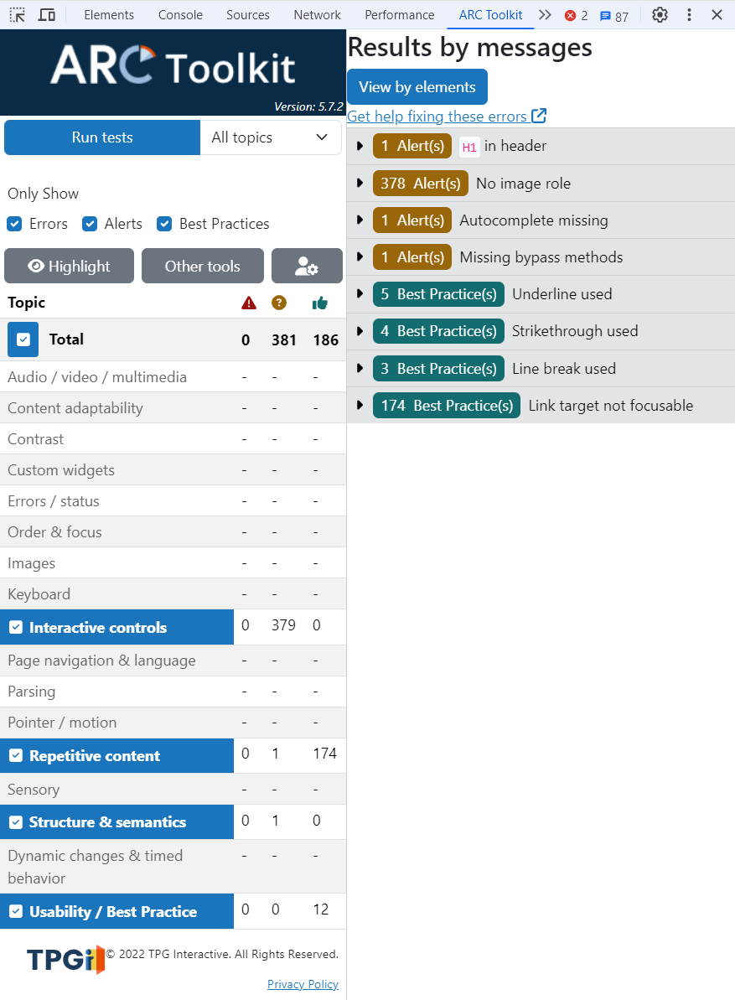 Elements Console Sources Network Performance ARC Toolkit 2 87
ARC Toolkit
Version: 5.7.2
Run tests All topics
Only Show
Errors Alerts Best Practices
Highlight Other tools
Topic
Total 0 381 186
Audio / video / multimedia - - -
Content adaptability - - -
Contrast - - -
Custom widgets - - -
Errors / status - - -
Order & focus - - -
Images - - -
Keyboard - - -
Interactive controls 0 379 0
Page navigation & language - - -
Parsing - - -
Pointer / motion - - -
Repetitive content 0 1 174
Sensory - - -
Structure & semantics 0 1 0
Dynamic changes & timed - - -
behavior
Usability / Best Practice 0 0 12
TPGi © 2022 TPG Interactive. All Rights Reserved.
Privacy Policy
Results by messages
View by elements
Get help fixing these errors
1 Alert(s) H1 in header
378 Alert(s) No image role
1 Alert(s) Autocomplete missing
1 Alert(s) Missing bypass methods
5 Best Practice(s) Underline used
4 Best Practice(s) Strikethrough used
3 Best Practice(s) Line break used
174 Best Practice(s) Link target not focusable